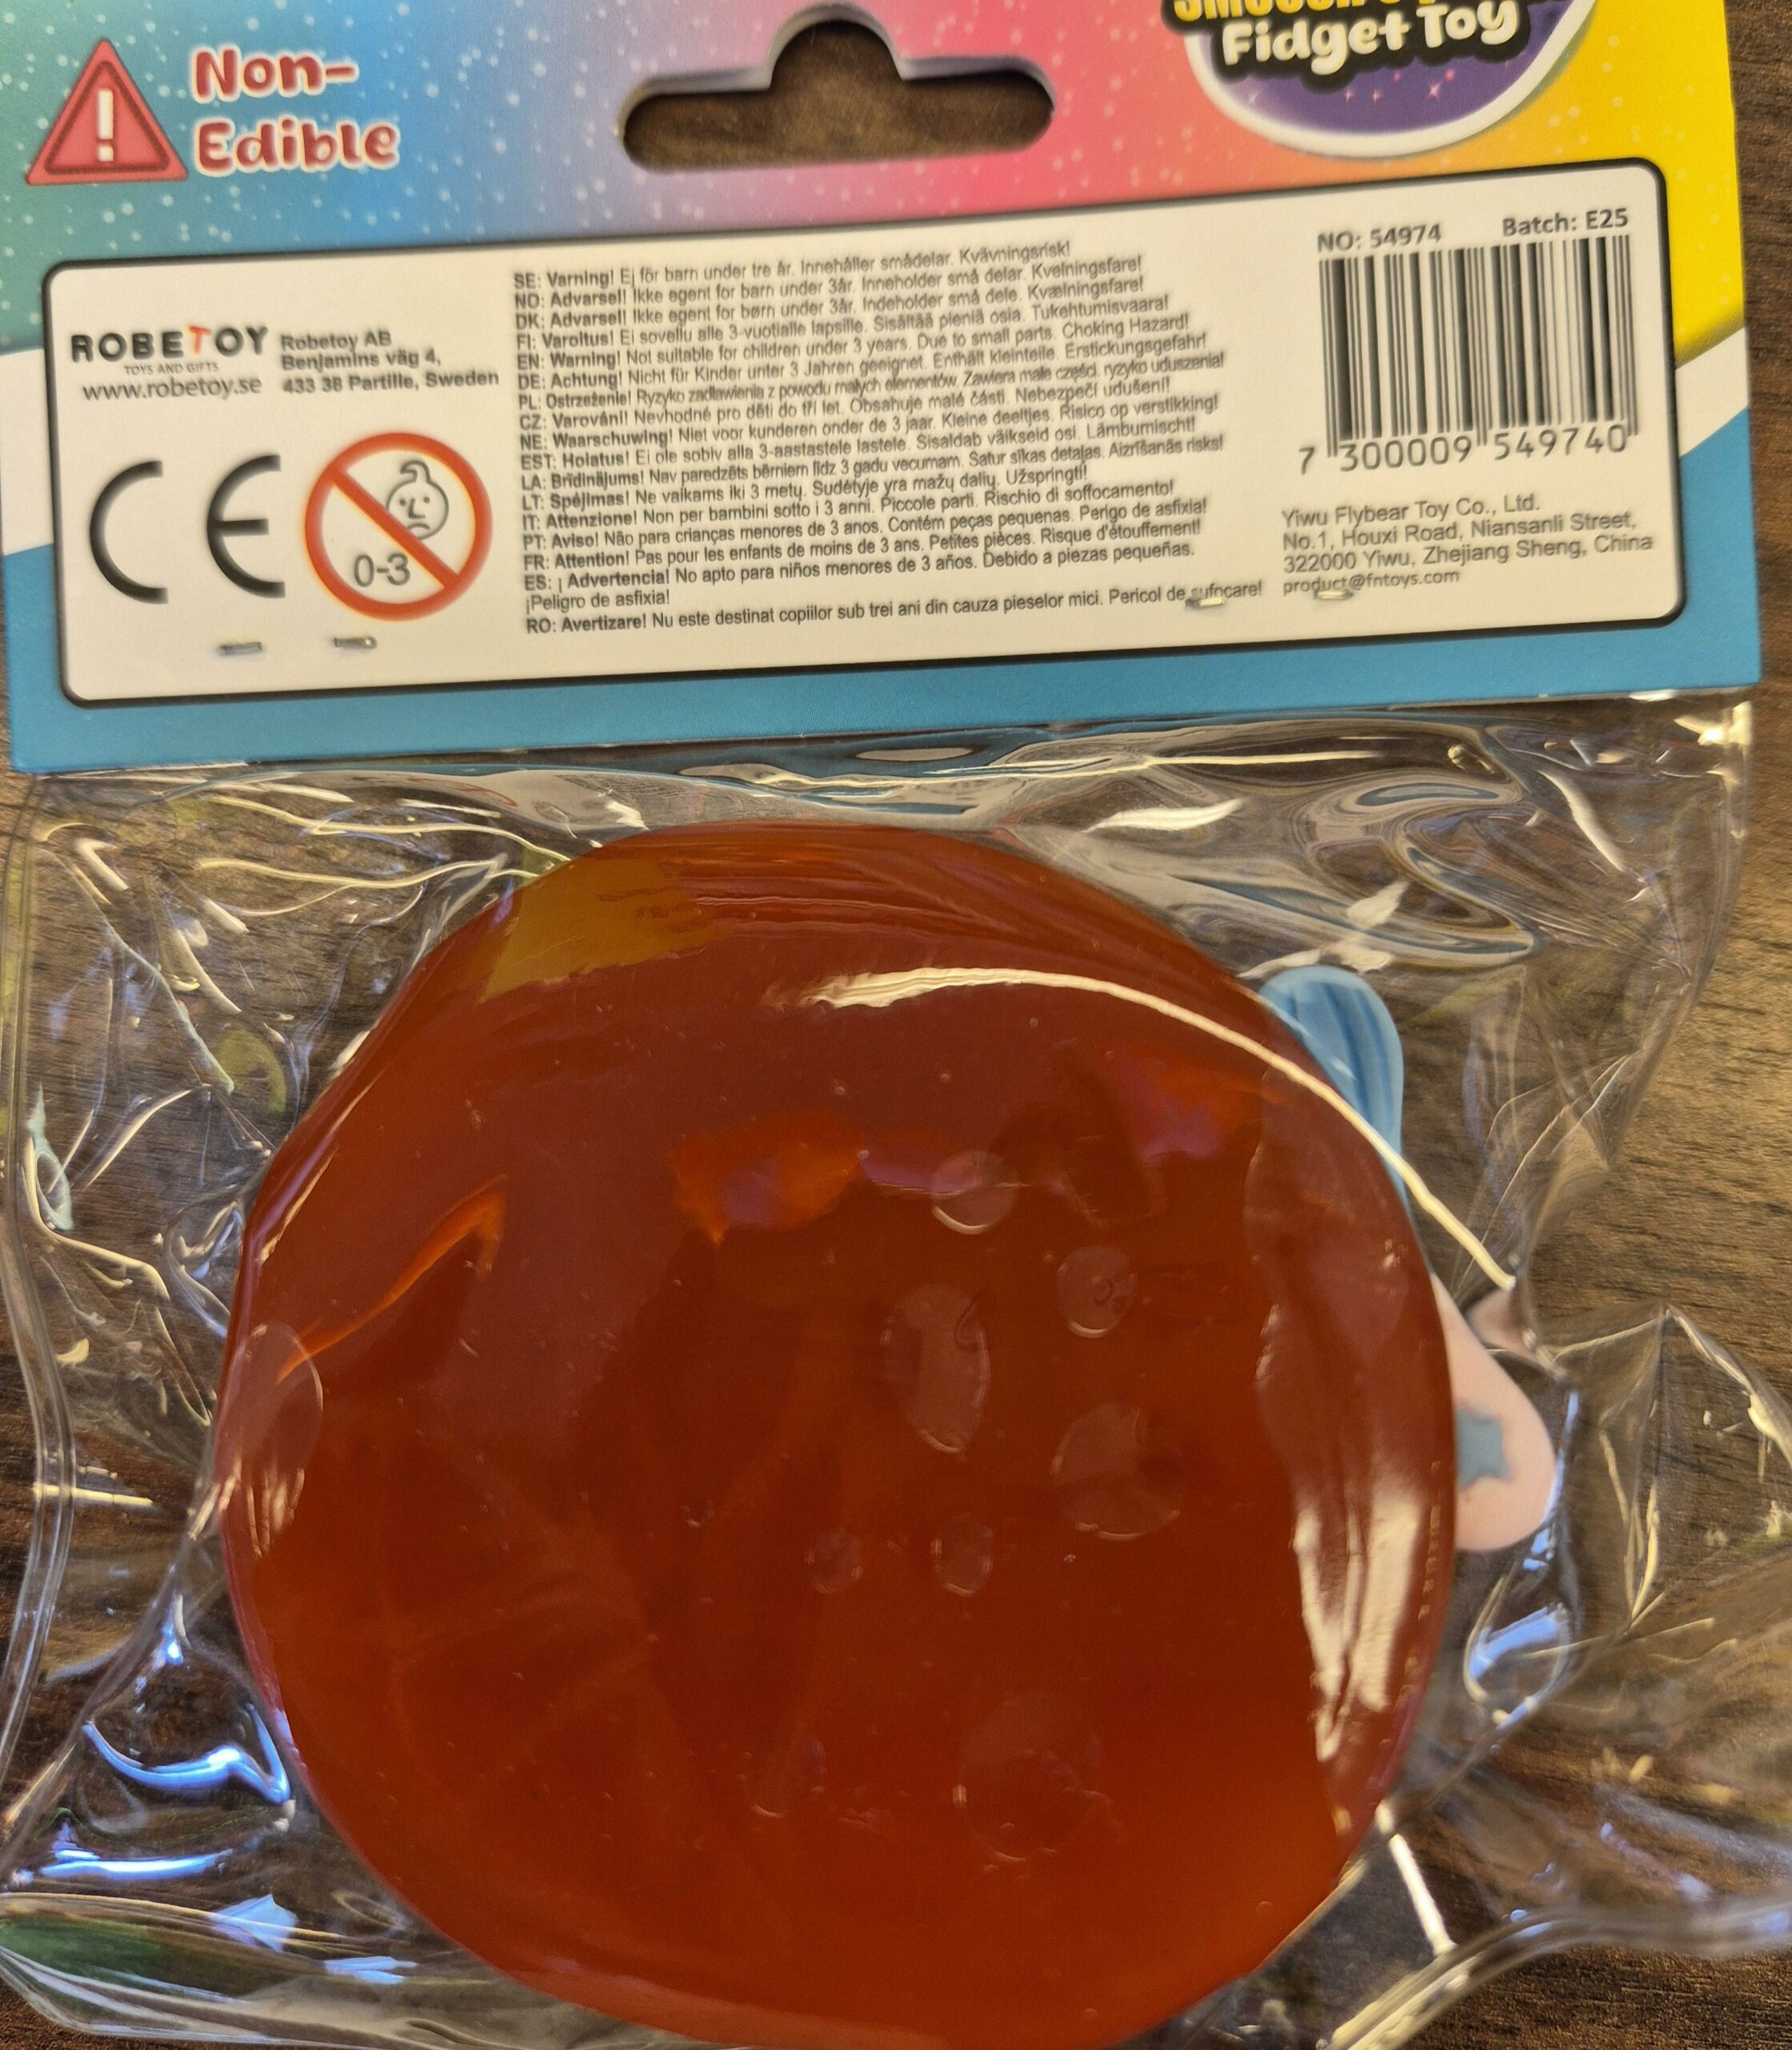 Fidget Toy
Non-
Edible
NO: 54974 Batch: E25
7 300009 549740
ROBETOY
TOYS AND GIFTS
www.robetoy.se
Robetoy AB
Benjamins väg 4,
433 38 Partille, Sweden
CE
0-3
SE: Varning! Ej för barn under tre år. Innehåller smådelar. Kvävningsrisk!
NO: Advarsel! Ikke egent for barn under 3år. Inneholder små delar. Kvelningsfare!
DK: Advarsel! Ikke egent for børn under 3år. Indeholder små dele. Kvælningsfare!
FI: Varoitus! Ei sovellu alle 3-vuotialle lapsille. Sisältää pieniä osia. Tukehtumisvaara!
EN: Warning! Not suitable for children under 3 years. Due to small parts. Choking Hazard!
DE: Achtung! Nicht für Kinder unter 3 Jahren geeignet. Enthält kleinteile. Erstickungsgefahr!
PL: Ostrzeżenie! Ryzyko zadławienia z powodu małych elementów. Zawiera małe części. ryzyko uduszenia!
CZ: Varování! Nevhodné pro děti do tří let. Obsahuje malé části. Nebezpečí udušení!
NE: Waarschuwing! Niet voor kunderen onder de 3 jaar. Kleine deeltjes. Risico op verstikking!
EST: Hoiatus! Ei ole sobiv alla 3-aastastele lastele. Sisaldab väikseid osi. Lämbumischt!
LA: Brīdinājums! Nav paredzēts bērniem līdz 3 gadu vecumam. Satur sīkas detaļas. Aizrīšanās risks!
LT: Spėjimas! Ne vaikams iki 3 metų. Sudėtyje yra mažų dalių. Užspringti!
IT: Attenzione! Non per bambini sotto i 3 anni. Piccole parti. Rischio di soffocamento!
PT: Aviso! Não para crianças menores de 3 anos. Contém peças pequenas. Perigo de asfixia!
FR: Attention! Pas pour les enfants de moins de 3 ans. Petites pièces. Risque d'étouffement!
ES: ¡ Advertencia! No apto para niños menores de 3 años. Debido a piezas pequeñas.
¡Peligro de asfixia!
RO: Avertizare! Nu este destinat copiilor sub trei ani din cauza pieselor mici. Pericol de sufocare!
Yiwu Flybear Toy Co., Ltd.
No.1, Houxi Road, Niansanli Street,
322000 Yiwu, Zhejiang Sheng, China
product@fntoys.com